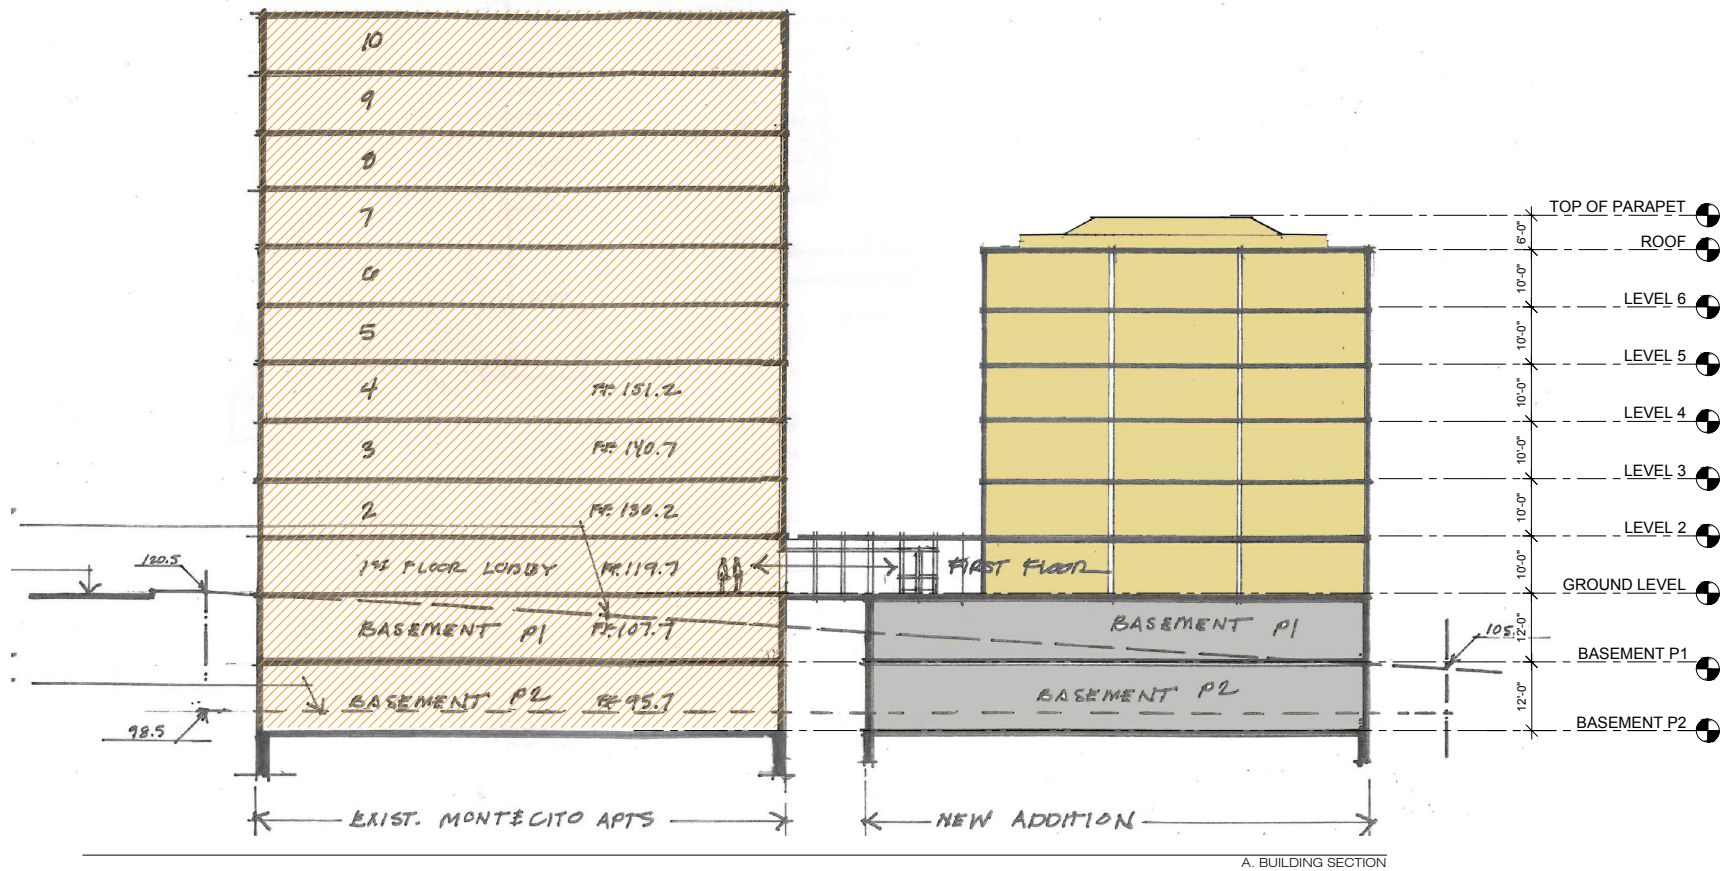 10
9
8
7
6
5
4 FF. 151.2
3 FF. 140.7
2 FF. 130.2
1ST FLOOR LOBBY FF. 119.7
BASEMENT P1 FF. 107.7
BASEMENT P2 FF 95.7
120.5
98.5
FIRST FLOOR
BASEMENT P1
BASEMENT P2
105.
EXIST. MONTECITO APTS
NEW ADDITION
TOP OF PARAPET
6'-0"
ROOF
10'-0"
LEVEL 6
10'-0"
LEVEL 5
10'-0"
LEVEL 4
10'-0"
LEVEL 3
10'-0"
LEVEL 2
10'-0"
GROUND LEVEL
12'-0"
BASEMENT P1
12'-0"
BASEMENT P2
A. BUILDING SECTION